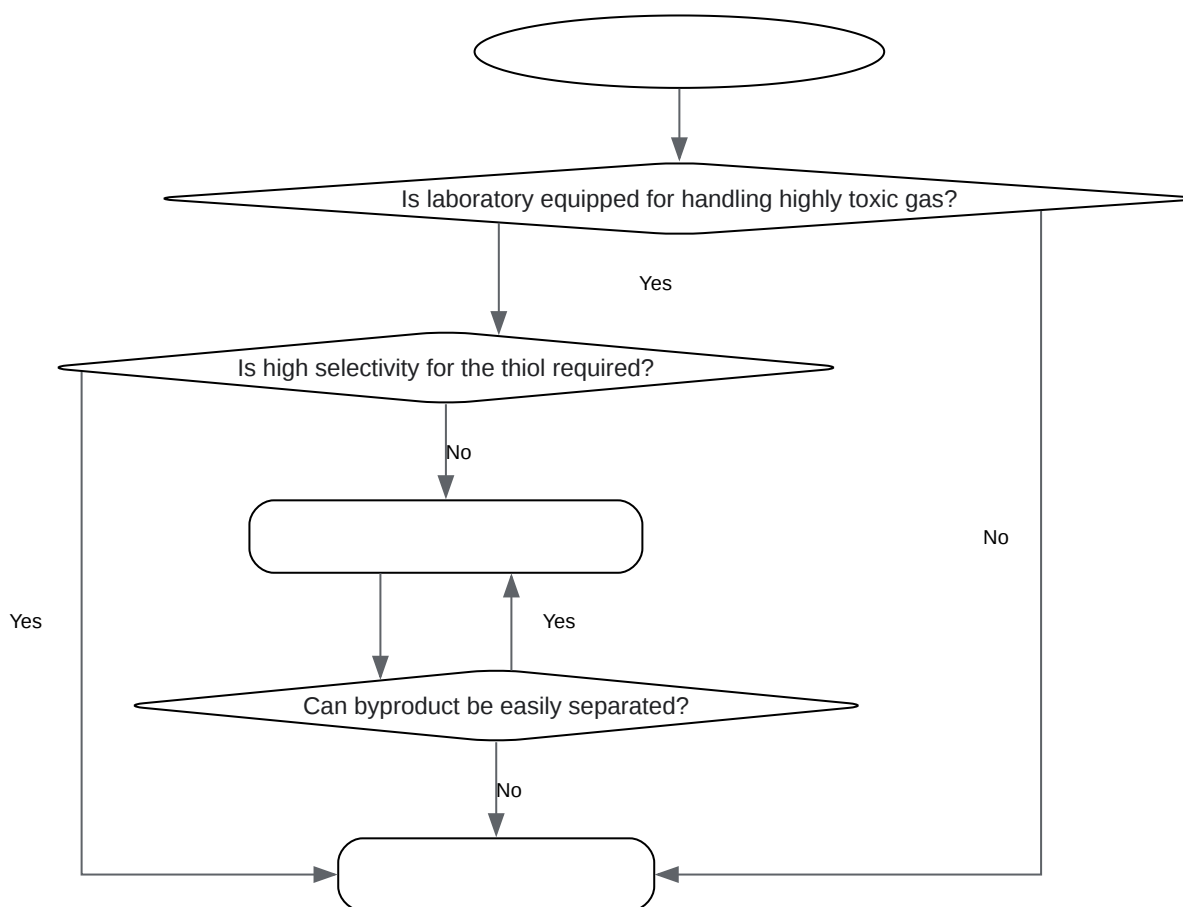 Is laboratory equipped for handling highly toxic gas?
Yes
Is high selectivity for the thiol required?
No
No
Yes
Yes
Can byproduct be easily separated?
No